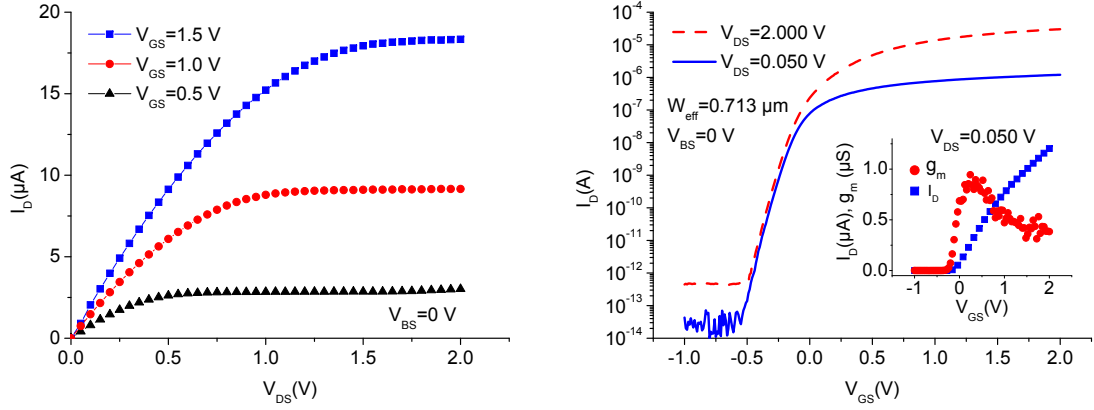 V_GS=1.5 V
V_GS=1.0 V
V_GS=0.5 V
V_BS=0 V
I_D(μA)
20
15
10
5
0
0.0 0.5 1.0 1.5 2.0
V_DS(V)
10^-4
10^-5
10^-6
10^-7
10^-8
10^-9
10^-10
10^-11
10^-12
10^-13
10^-14
I_D(A)
V_DS=2.000 V
V_DS=0.050 V
W_eff=0.713 μm
V_BS=0 V
V_DS=0.050 V
g_m
I_D
I_D(μA), g_m (μS)
1.0
0.5
0.0
-1 0 1 2
V_GS(V)
-1.0 -0.5 0.0 0.5 1.0 1.5 2.0
V_GS(V)